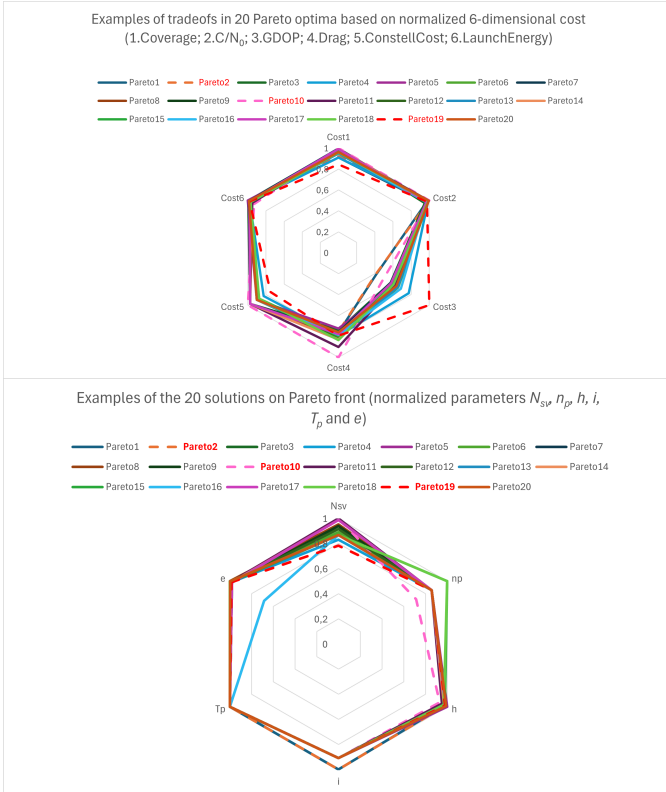 Examples of tradeofs in 20 Pareto optima based on normalized 6-dimensional cost
(1.Coverage; 2.C/N0; 3.GDOP; 4.Drag; 5.ConstellCost; 6.LaunchEnergy)
Pareto1 Pareto2 Pareto3 Pareto4 Pareto5 Pareto6 Pareto7
Pareto8 Pareto9 Pareto10 Pareto11 Pareto12 Pareto13 Pareto14
Pareto15 Pareto16 Pareto17 Pareto18 Pareto19 Pareto20
Cost1
1
0,8
Cost6 Cost2
0,6
0,4
0,2
0
Cost5 Cost3
Cost4
Examples of the 20 solutions on Pareto front (normalized parameters Nsv, np, h, i,
Tp and e)
Pareto1 Pareto2 Pareto3 Pareto4 Pareto5 Pareto6 Pareto7
Pareto8 Pareto9 Pareto10 Pareto11 Pareto12 Pareto13 Pareto14
Pareto15 Pareto16 Pareto17 Pareto18 Pareto19 Pareto20
Nsv
1
e np
0,6
0,4
0,2
0
Tp h
i